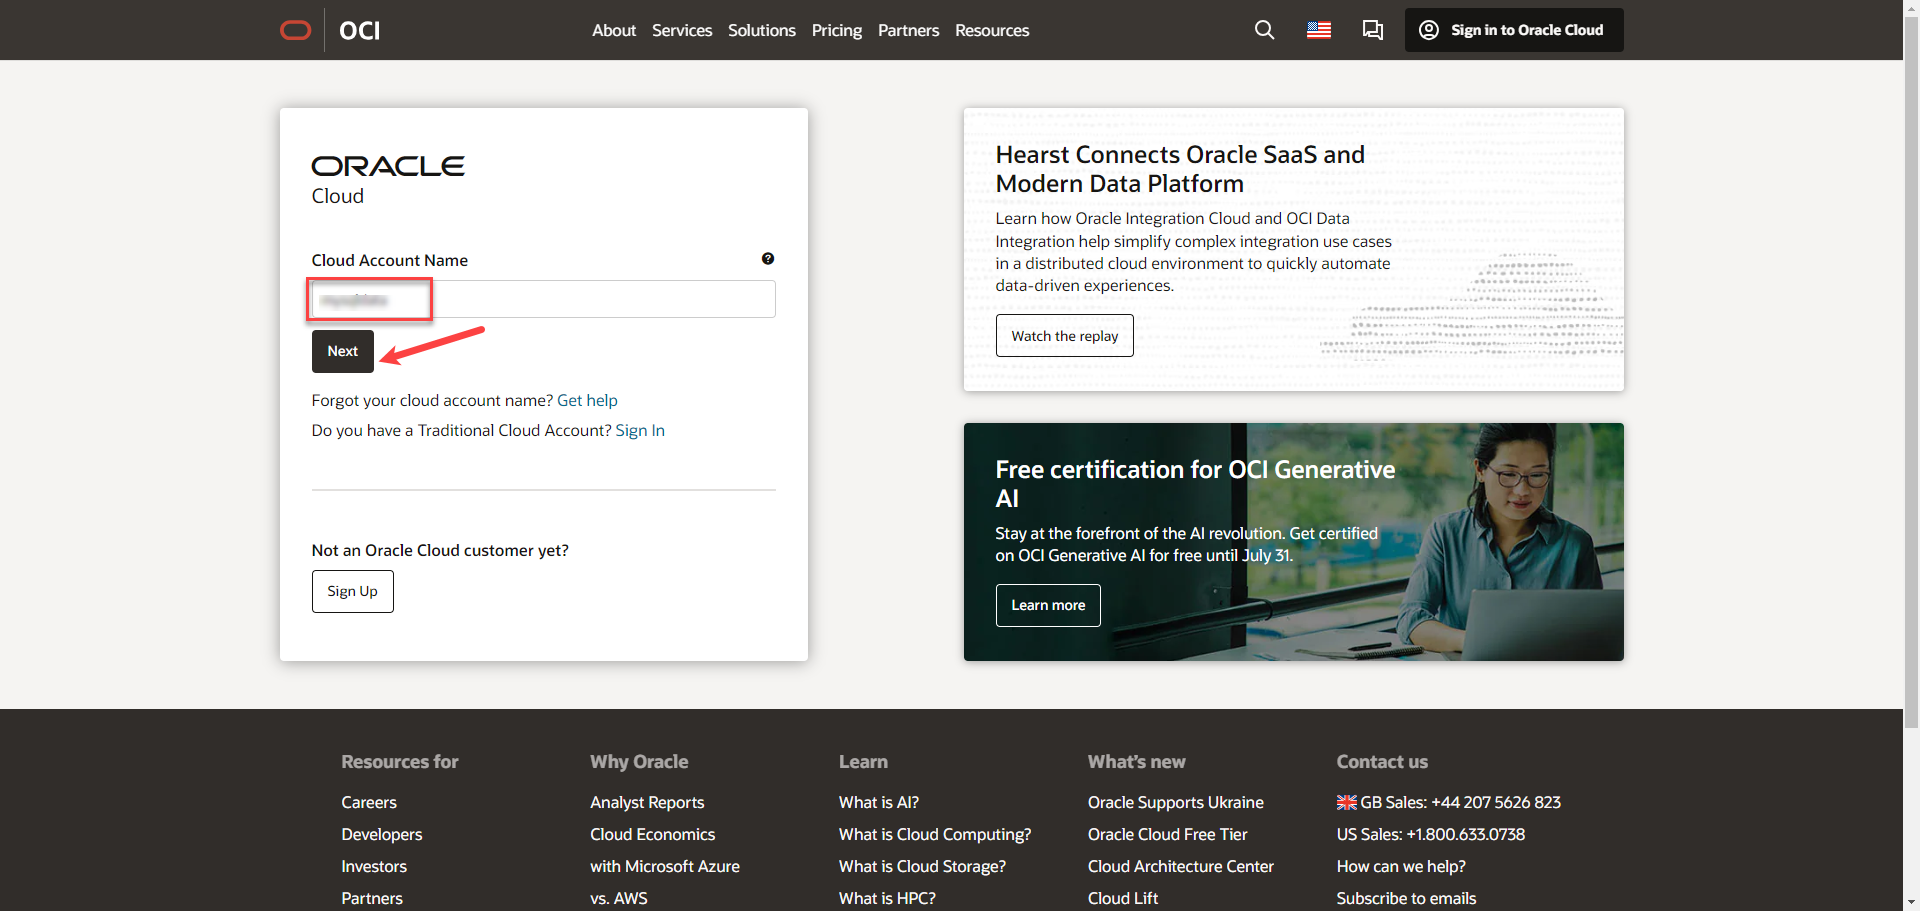 OCI
About
Services
Solutions
Pricing
Partners
Resources
Sign in to Oracle Cloud
ORACLE
Cloud
Cloud Account Name
?
Next
Forgot your cloud account name? Get help
Do you have a Traditional Cloud Account? Sign In
Not an Oracle Cloud customer yet?
Sign Up
Hearst Connects Oracle SaaS and
Modern Data Platform
Learn how Oracle Integration Cloud and OCI Data
Integration help simplify complex integration use cases
in a distributed cloud environment to quickly automate
data-driven experiences.
Watch the replay
Free certification for OCI Generative
AI
Stay at the forefront of the AI revolution. Get certified
on OCI Generative AI for free until July 31.
Learn more
Resources for
Careers
Developers
Investors
Partners
Why Oracle
Analyst Reports
Cloud Economics
with Microsoft Azure
vs. AWS
Learn
What is AI?
What is Cloud Computing?
What is Cloud Storage?
What is HPC?
What's new
Oracle Supports Ukraine
Oracle Cloud Free Tier
Cloud Architecture Center
Cloud Lift
Contact us
GB Sales: +44 207 5626 823
US Sales: +1.800.633.0738
How can we help?
Subscribe to emails